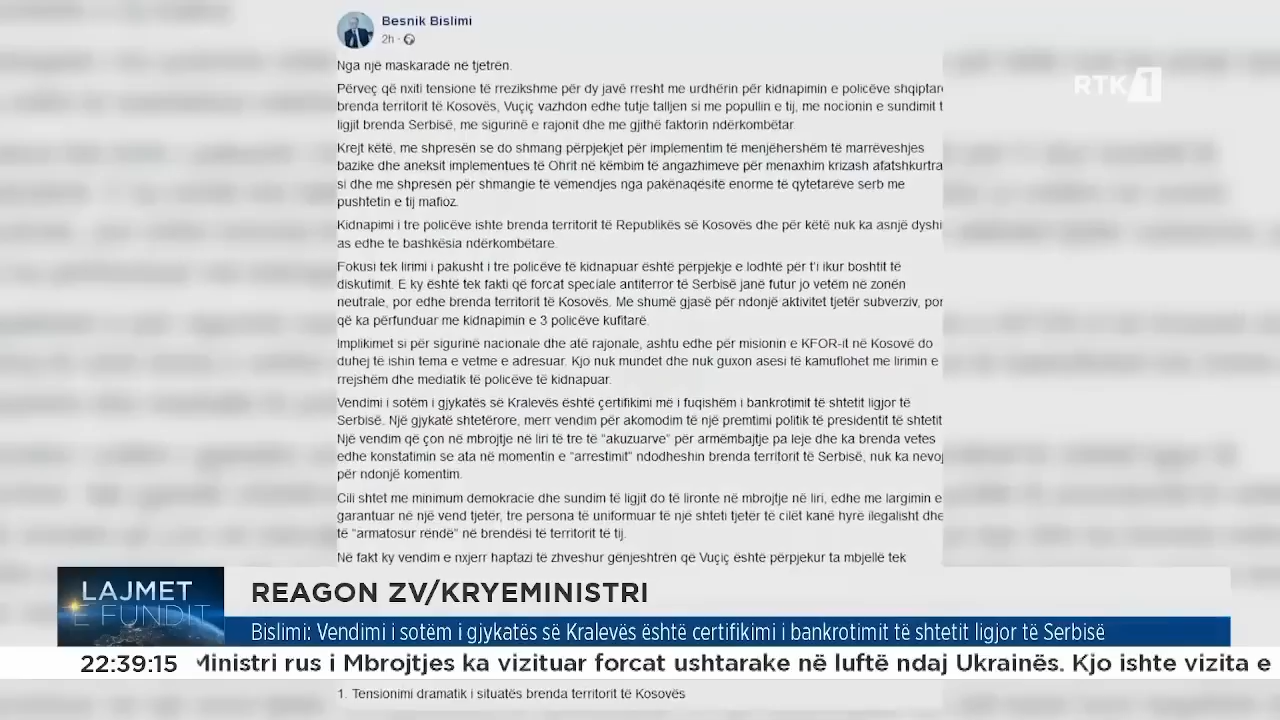 Besnik Bislimi
2h
RTK 1
Nga një maskaradë në tjetrën.
Përveç që nxiti tensione të rrezikshme për dy javë rresht me urdhërin për kidnapimin e policëve shqiptarë
brenda territorit të Kosovës, Vuçiç vazhdon edhe tutje talljen si me popullin e tij, me nocionin e sundimit t
ligjit brenda Serbisë, me sigurinë e rajonit dhe me gjithë faktorin ndërkombëtar.
Krejt këtë, me shpresën se do shmang përpjekjet për implementim të menjëhershëm të marrëveshjes
bazike dhe aneksit implementues të Ohrit në këmbim të angazhimeve për menaxhim krizash afatshkurtra
si dhe me shpresen për shmangie të vëmendjes nga pakënaqësitë enorme të qytetarëve serb me
pushtetin e tij mafioz.
Kidnapimi i tre policëve ishte brenda territorit të Republikës së Kosovës dhe për këtë nuk ka asnjë dyshi
as edhe te bashkësia ndërkombëtare.
Fokusi tek lirimi i pakusht i tre policëve të kidnapuar është përpjekje e lodhtë për t'i ikur boshtit të
diskutimit. E ky është tek fakti që forcat speciale antiterror të Serbisë janë futur jo vetëm në zonën
neutrale, por edhe brenda territorit të Kosovës. Me shumë gjasë për ndonjë aktivitet tjetër subverziv, por
që ka përfunduar me kidnapimin e 3 policëve kufitarë.
Implikimet si për sigurinë nacionale dhe atë rajonale, ashtu edhe për misionin e KFOR-it në Kosovë do
duhej të ishin tema e vetme e adresuar. Kjo nuk mundet dhe nuk guxon asesi të kamuflohet me lirimin e
rrejshëm dhe mediatik të policëve të kidnapuar.
Vendimi i sotëm i gjykatës së Kralevës është çertifikimi më i fuqishëm i bankrotimit të shtetit ligjor të
Serbisë. Një gjykatë shtetërore, merr vendim për akomodim të një premtimi politik të presidentit të shtetit
Një vendim që çon në mbrojtje në liri të tre të "akuzuarve" për armëmbajtje pa leje dhe ka brenda vetes
edhe konstatimin se ata në momentin e "arrestimit" ndodheshin brenda territorit të Serbisë, nuk ka nevoj
për ndonjë komentim.
Cili shtet me minimum demokracie dhe sundim të ligjit do të lironte në mbrojtje në liri, edhe me largimin e
garantuar në një vend tjetër, tre persona të uniformuar të një shteti tjetër të cilët kanë hyrë ilegalisht dhe
të "armatosur rëndë" në brendësi të territorit të tij.
Në fakt ky vendim e nxjerr haptazi të zhveshur gënjeshtrën që Vuçiç është përpjekur ta mbjellë tek
LAJMET
E FUNDIT
REAGON ZV/KRYEMINISTRI
Bislimi: Vendimi i sotëm i gjykatës së Kralevës është certifikimi i bankrotimit të shtetit ligjor të Serbisë
22:39:15 Ministri rus i Mbrojtjes ka vizituar forcat ushtarake në luftë ndaj Ukrainës. Kjo ishte vizita e
1. Tensionimi dramatik i situatës brenda territorit të Kosovës